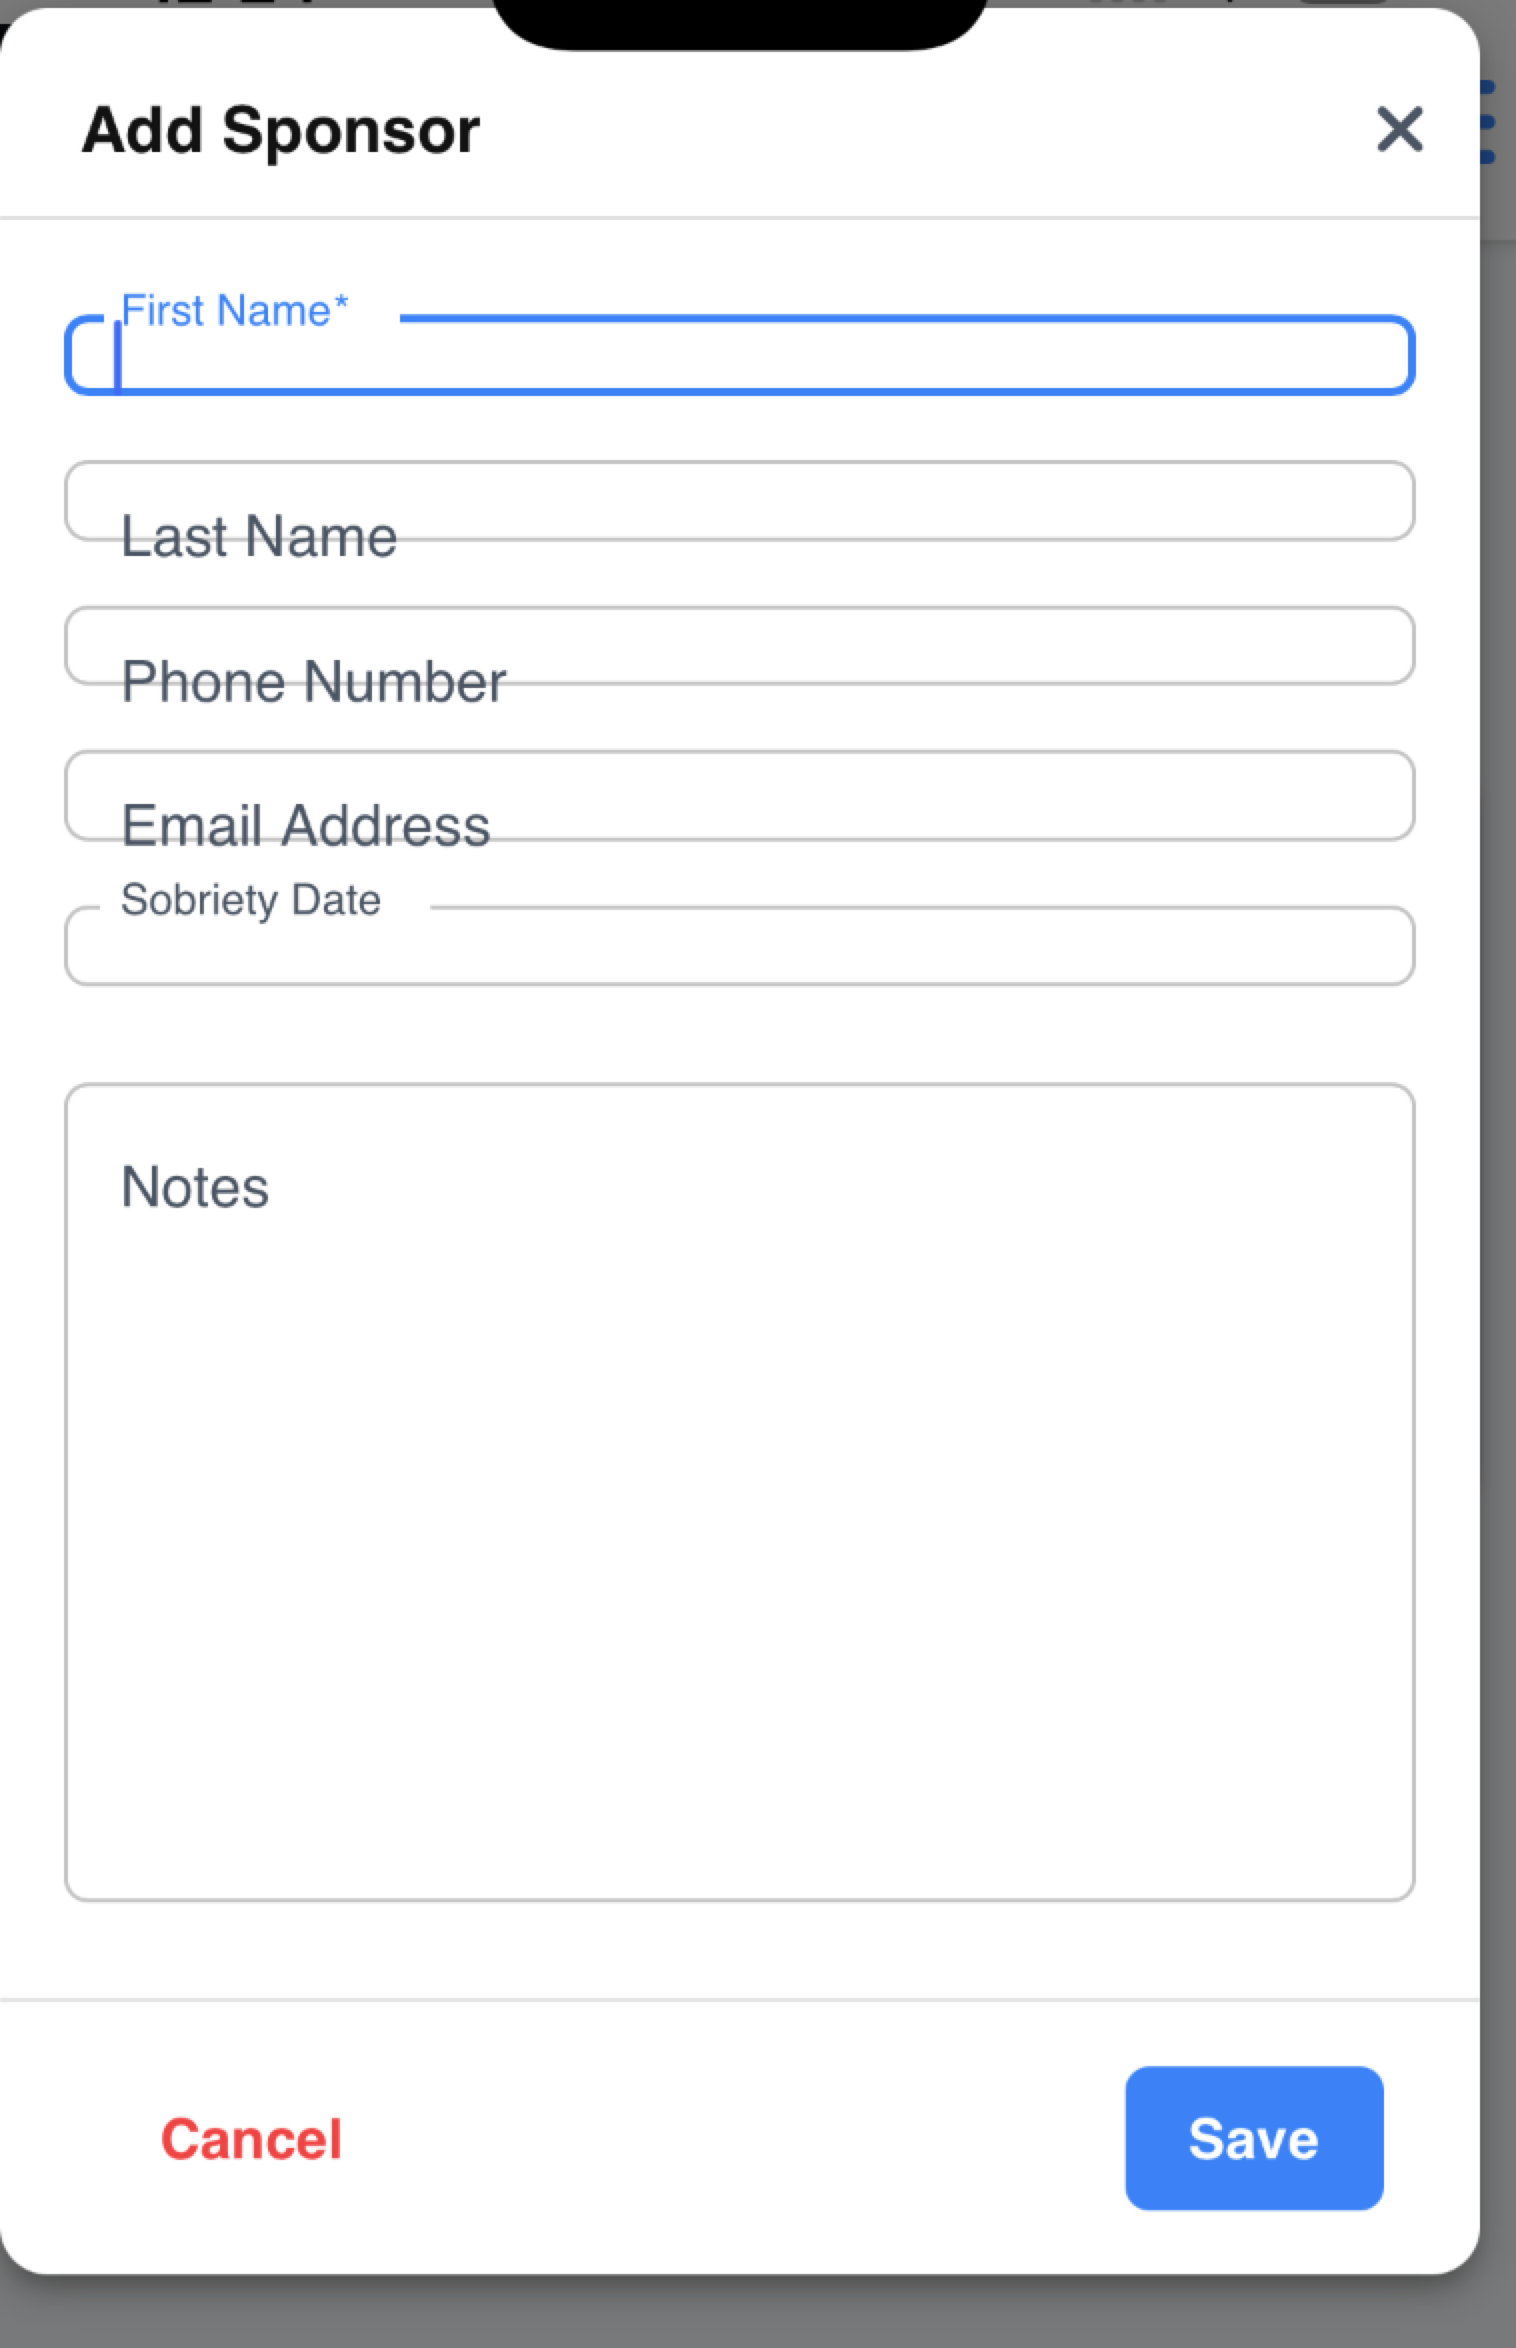 Add Sponsor
First Name*
Last Name
Phone Number
Email Address
Sobriety Date
Notes
Cancel
Save